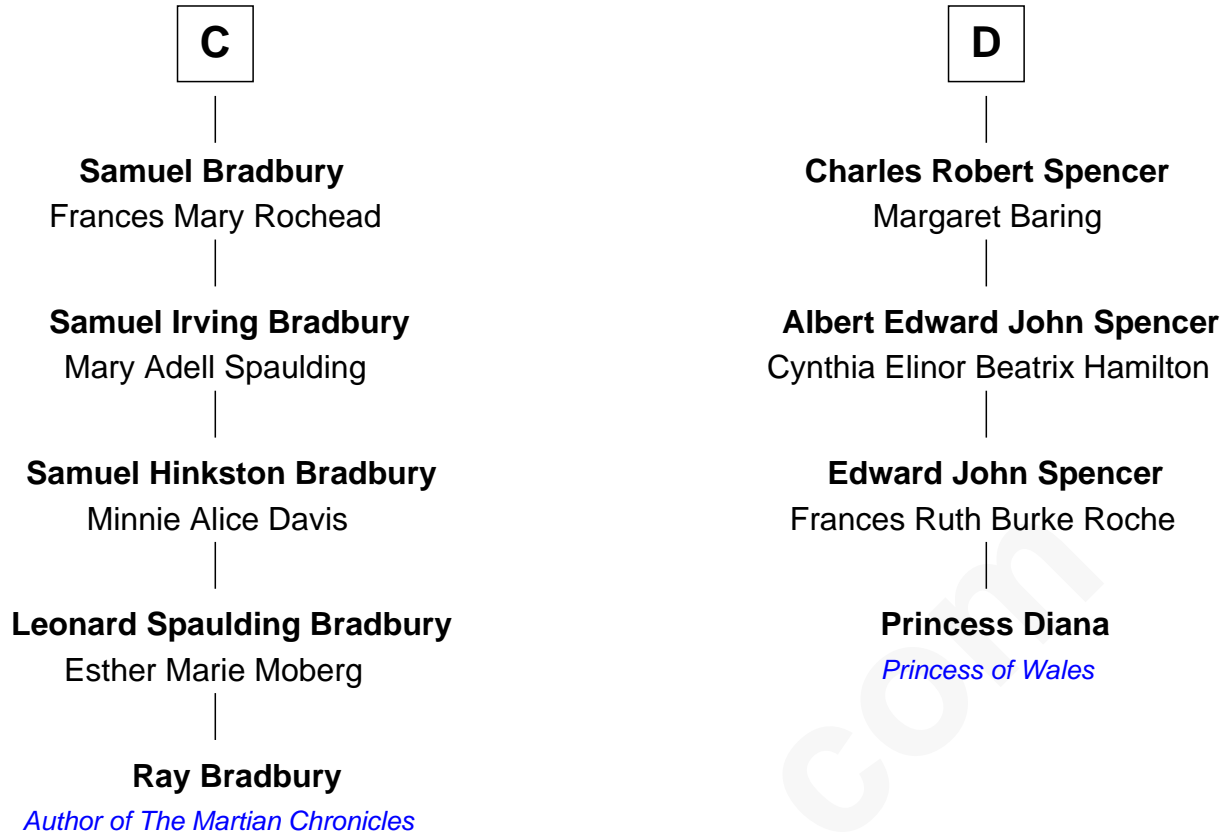 C
Samuel Bradbury
Frances Mary Rochead
Samuel Irving Bradbury
Mary Adell Spaulding
Samuel Hinkston Bradbury
Minnie Alice Davis
Leonard Spaulding Bradbury
Esther Marie Moberg
Ray Bradbury
Author of The Martian Chronicles
D
Charles Robert Spencer
Margaret Baring
Albert Edward John Spencer
Cynthia Elinor Beatrix Hamilton
Edward John Spencer
Frances Ruth Burke Roche
Princess Diana
Princess of Wales
com